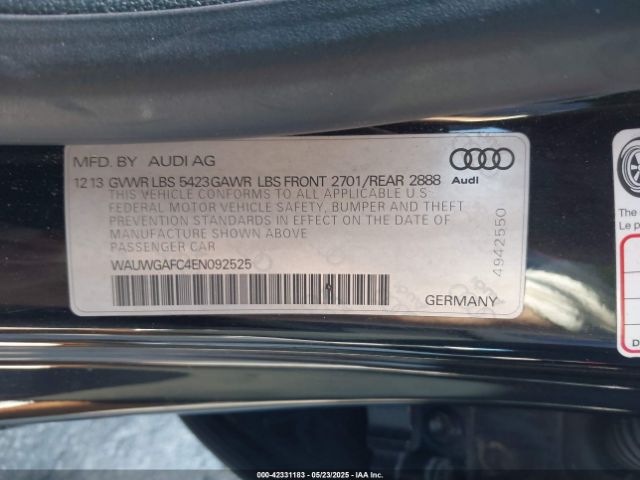 MFD. BY AUDI AG
12 13 GVWR LBS 5423 GAWR LBS FRONT 2701/REAR 2888
THIS VEHICLE CONFORMS TO ALL APPLICABLE U.S.
FEDERAL MOTOR VEHICLE SAFETY, BUMPER AND THEFT
PREVENTION STANDARDS IN EFFECT ON THE DATE OF
MANUFACTURE SHOWN ABOVE
PASSENGER CAR
WAUWGAFC4EN092525
GERMANY
Audi
4942550
The
Le p
D
000-42331183 - 05/23/2025 - IAA Inc.